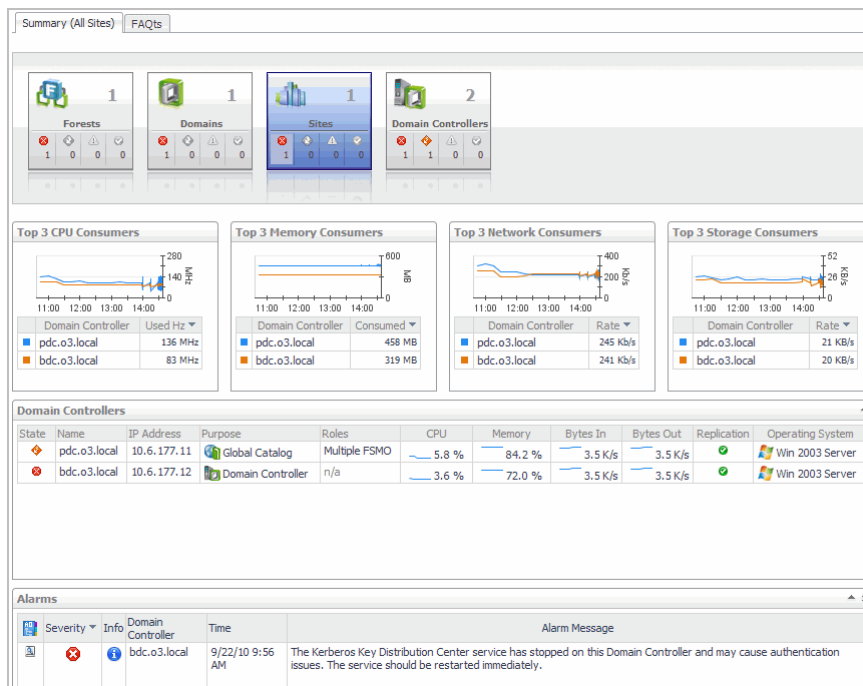 Summary (All Sites) FAQts
1 1 1 2
Forests Domains Sites Domain Controllers
1 0 0 0 1 0 0 0 1 0 0 0 1 1 0 0
Top 3 CPU Consumers Top 3 Memory Consumers Top 3 Network Consumers Top 3 Storage Consumers
280 600 400 52
140 MHz MB 200 Kb/s 26 KB/s
0 0 0 0
11:00 12:00 13:00 14:00 11:00 12:00 13:00 14:00 11:00 12:00 13:00 14:00 11:00 12:00 13:00 14:00
Domain Controller Used Hz Domain Controller Consumed Domain Controller Rate Domain Controller Rate
pdc.o3.local 136 MHz pdc.o3.local 458 MB pdc.o3.local 245 Kb/s pdc.o3.local 21 KB/s
bdc.o3.local 83 MHz bdc.o3.local 319 MB bdc.o3.local 241 Kb/s bdc.o3.local 20 KB/s
Domain Controllers
State Name IP Address Purpose Roles CPU Memory Bytes In Bytes Out Replication Operating System
pdc.o3.local 10.6.177.11 Global Catalog Multiple FSMO 5.8 % 84.2 % 3.5 K/s 3.5 K/s Win 2003 Server
bdc.o3.local 10.6.177.12 Domain Controller n/a 3.6 % 72.0 % 3.5 K/s 3.5 K/s Win 2003 Server
Alarms
Severity Info Domain Controller Time Alarm Message
bdc.o3.local 9/22/10 9:56 AM The Kerberos Key Distribution Center service has stopped on this Domain Controller and may cause authentication
issues. The service should be restarted immediately.